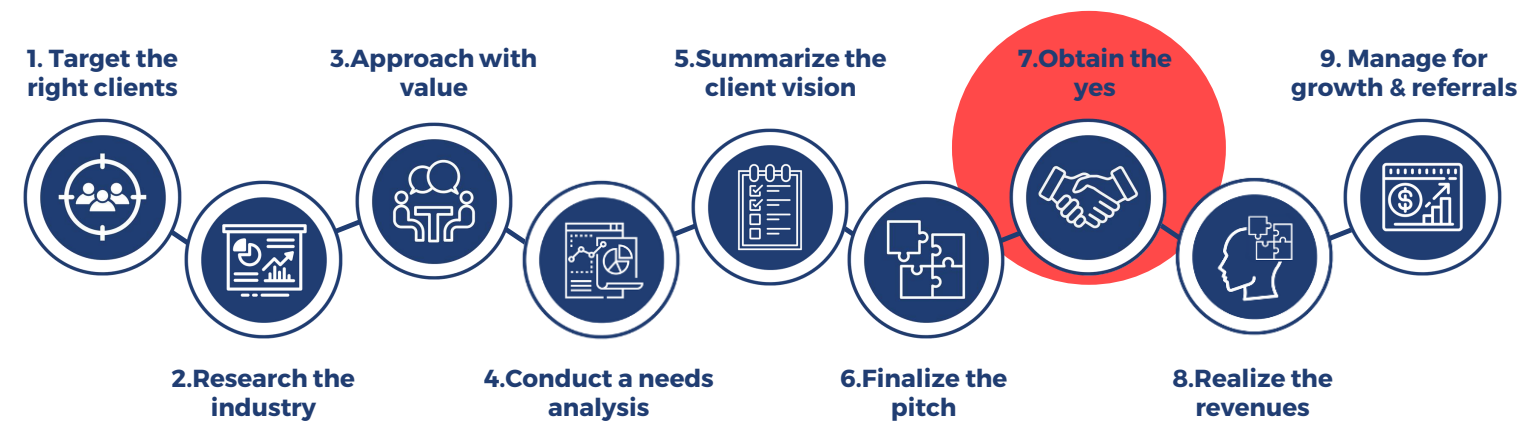 1. Target the
right clients
2.Research the
industry
3.Approach with
value
4.Conduct a needs
analysis
5.Summarize the
client vision
6.Finalize the
pitch
7.Obtain the
yes
8.Realize the
revenues
9. Manage for
growth & referrals
$